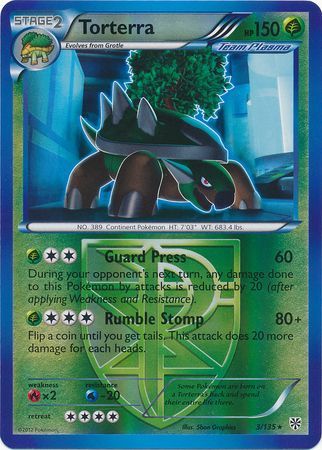 STAGE2 Torterra HP150
Evolves from Grotle Team Plasma
NO. 389 Continent Pokémon HT: 7'03" WT: 683.4 lbs.
Guard Press 60
During your opponent's next turn, any damage done
to this Pokémon by attacks is reduced by 20 (after
applying Weakness and Resistance).
Rumble Stomp 80+
Flip a coin until you get tails. This attack does 20
more damage for each heads.
weakness resistance
×2 -20
retreat
Some Pokémon are born on
a Torterra's back and spend
their entire life there.
©2012 Pokémon Illus. 5ban Graphics 3/135★